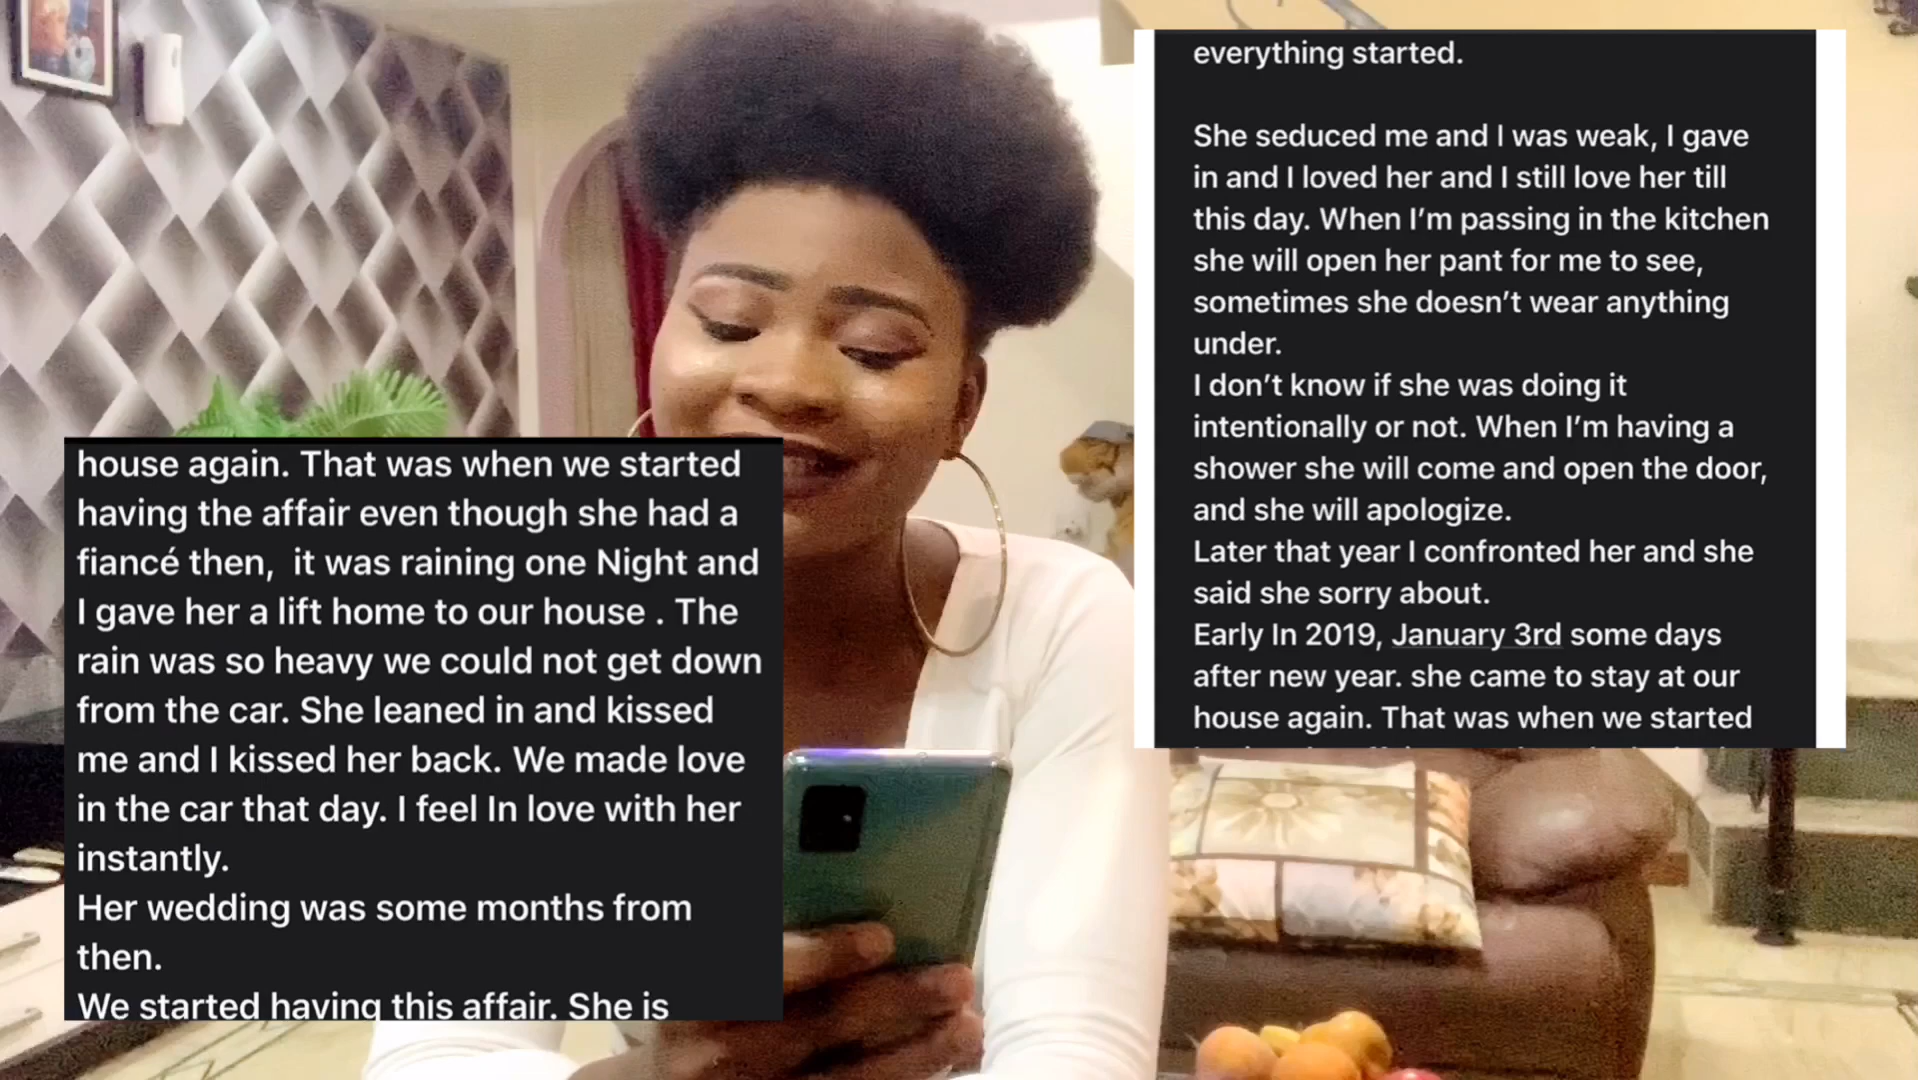 everything started.
She seduced me and I was weak, I gave
in and I loved her and I still love her till
this day. When I’m passing in the kitchen
she will open her pant for me to see,
sometimes she doesn’t wear anything
under.
I don’t know if she was doing it
intentionally or not. When I’m having a
shower she will come and open the door,
and she will apologize.
Later that year I confronted her and she
said she sorry about.
Early In 2019, January 3rd some days
after new year. she came to stay at our
house again. That was when we started
house again. That was when we started
having the affair even though she had a
fiancé then,  it was raining one Night and
I gave her a lift home to our house . The
rain was so heavy we could not get down
from the car. She leaned in and kissed
me and I kissed her back. We made love
in the car that day. I feel In love with her
instantly.
Her wedding was some months from
then.
We started having this affair. She is